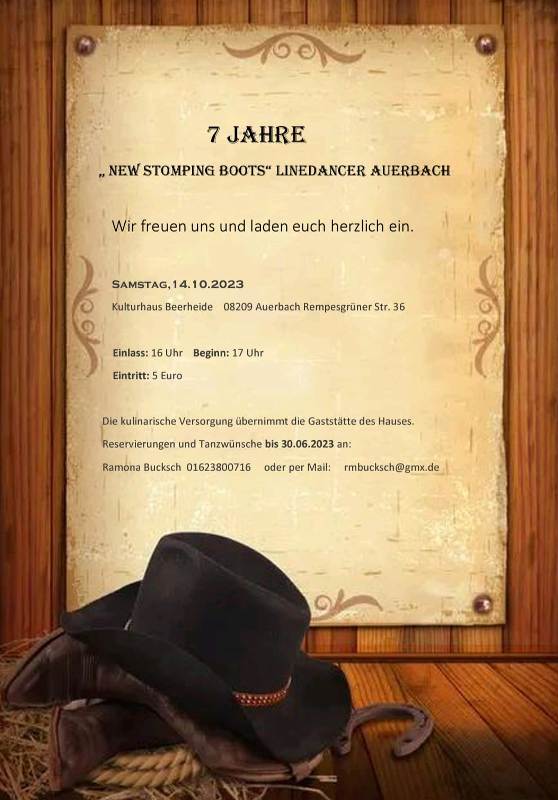 7 JAHRE
„ NEW STOMPING BOOTS“ LINEDANCER AUERBACH
Wir freuen uns und laden euch herzlich ein.
SAMSTAG,14.10.2023
Kulturhaus Beerheide 08209 Auerbach Rempesgrüner Str. 36
Einlass: 16 Uhr Beginn: 17 Uhr
Eintritt: 5 Euro
Die kulinarische Versorgung übernimmt die Gaststätte des Hauses.
Reservierungen und Tanzwünsche bis 30.06.2023 an:
Ramona Bucksch 01623800716 oder per Mail: rmbucksch@gmx.de